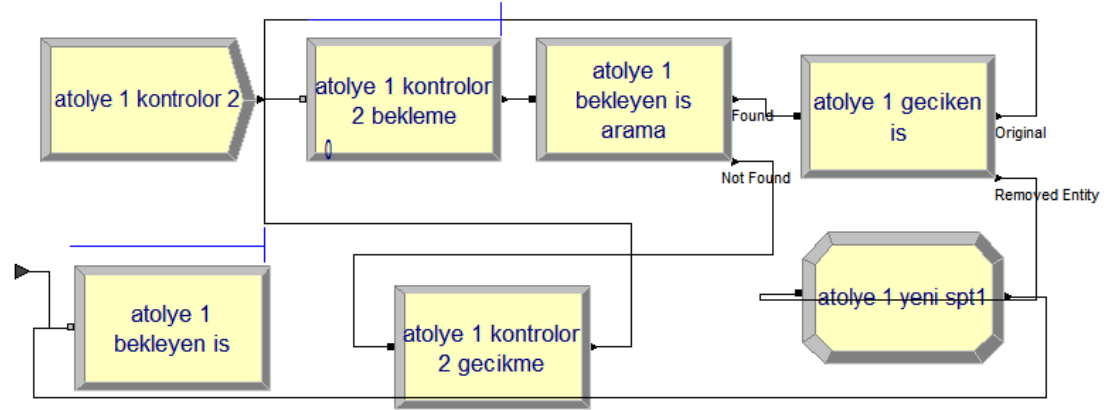 atolye 1 kontrolor 2
atolye 1 kontrolor
2 bekleme
0
atolye 1
bekleyen is
arama
Found
Not Found
atolye 1 geciken
is
Original
Removed Entity
atolye 1
bekleyen is
atolye 1 kontrolor
2 gecikme
atolye 1 yeni spt1